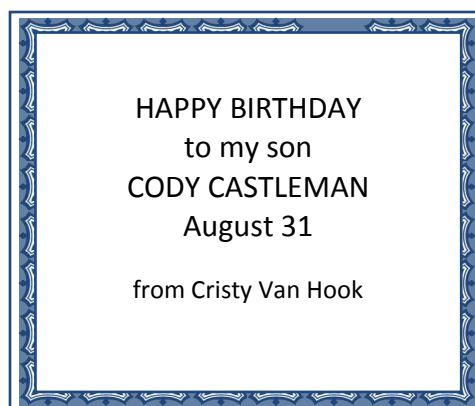 HAPPY BIRTHDAY
to my son
CODY CASTLEMAN
August 31
from Cristy Van Hook